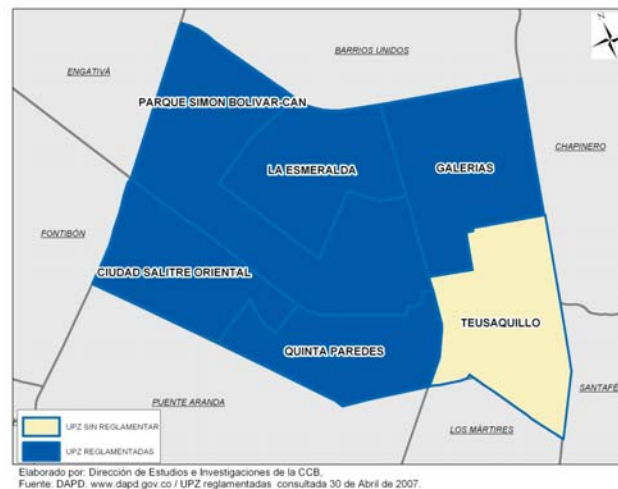 BARRIOS UNIDOS
ENGATIVÁ
PARQUE SIMON BOLIVAR-CAN
CHAPINERO
LA ESMERALDA
GALERIAS
FONTIBÓN
CIUDAD SALITRE ORIENTAL
TEUSAQUILLO
QUINTA PAREDES
SANTAFÉ
PUENTE ARANDA
LOS MÁRTIRES
UPZ SIN REGLAMENTAR
UPZ REGLAMENTADAS
Elaborado por: Dirección de Estudios e Investigaciones de la CCB,
Fuente: DAPD. www.dapd.gov.co / UPZ reglamentadas consultada 30 de Abril de 2007.